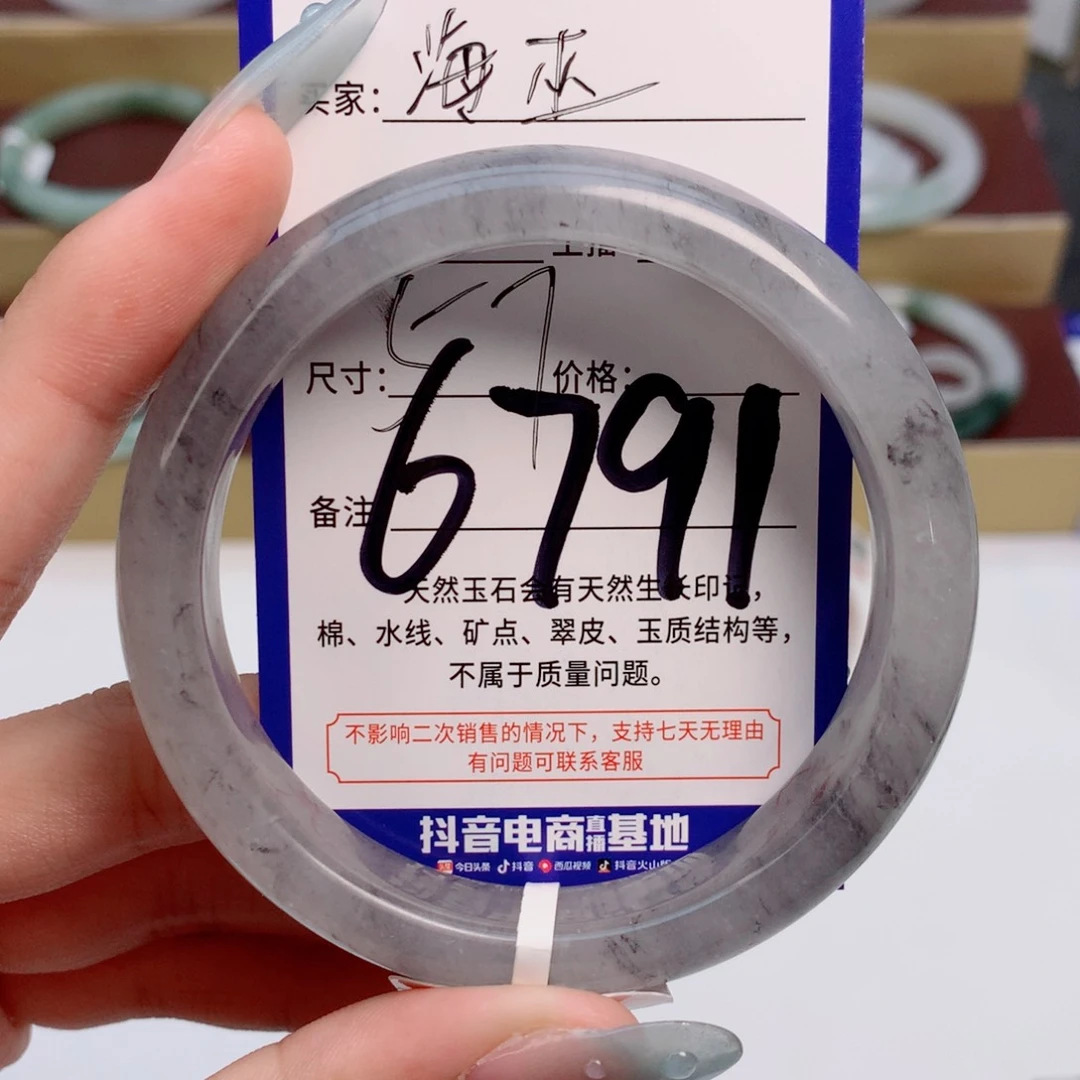 买家：海
主播
尺寸：57 价格：
6791
备注
天然玉石会有天然生长印记，
棉、水线、矿点、翠皮、玉质结构等，
不属于质量问题。
不影响二次销售的情况下，支持七天无理由
有问题可联系客服
抖音电商直播基地
今日头条 抖音 西瓜视频 抖音火山版